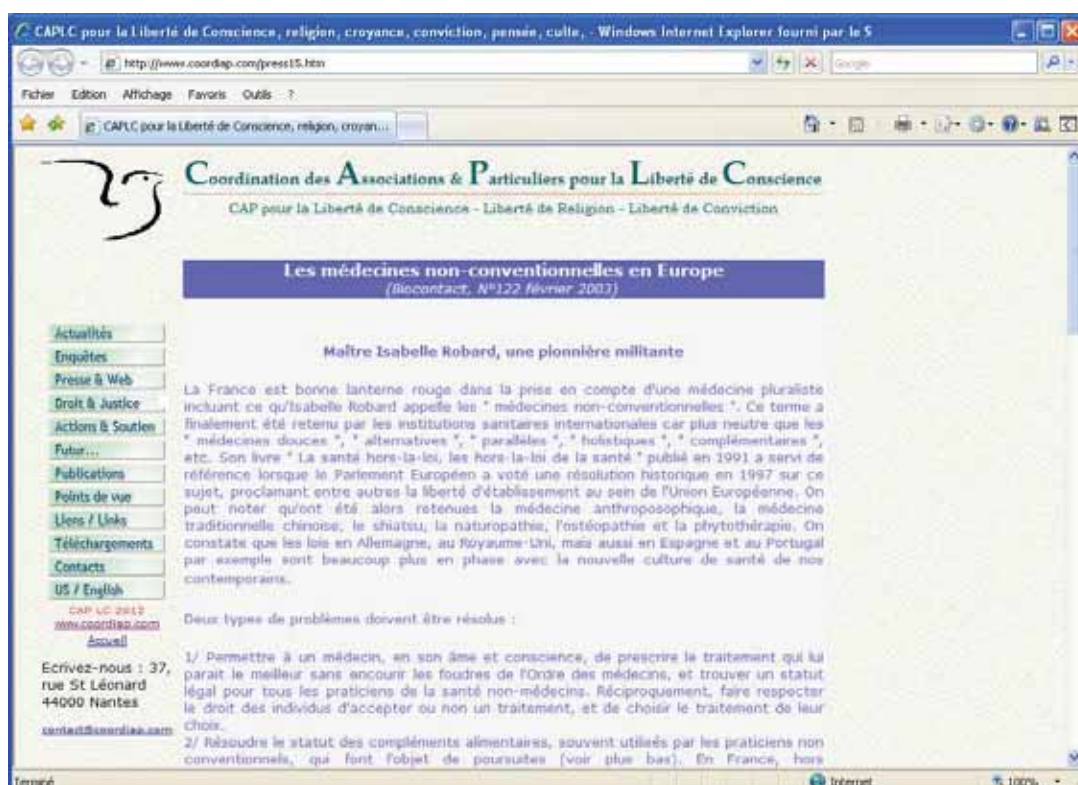 CAPLC pour la Liberté de Conscience, religion, croyance, conviction, pensée, culte, - Windows Internet Explorer fourni par le S
http://www.coordiap.com/press15.htm
Google
Fichier Edition Affichage Favoris Outils ?
CAPLC pour la Liberté de Conscience, religion, croyan...
Coordination des Associations & Particuliers pour la Liberté de Conscience
CAP pour la Liberté de Conscience - Liberté de Religion - Liberté de Conviction
Les médecines non-conventionnelles en Europe
(Biocontact, N°122 février 2003)
Actualités
Enquêtes
Presse & Web
Droit & Justice
Actions & Soutien
Futur...
Publications
Points de vue
Liens / Links
Téléchargements
Contacts
US / English
CAP LC 2012
www.coordiap.com
Accueil
Ecrivez-nous : 37,
rue St Léonard
44000 Nantes
contact@coordiap.com
Maître Isabelle Robard, une pionnière militante
La France est bonne lanterne rouge dans la prise en compte d'une médecine pluraliste
incluant ce qu'Isabelle Robard appelle les " médecines non-conventionnelles ". Ce terme a
finalement été retenu par les institutions sanitaires internationales car plus neutre que les
" médecines douces ", " alternatives ", " parallèles ", " holistiques ", " complémentaires ",
etc. Son livre " La santé hors-la-loi, les hors-la-loi de la santé " publié en 1991 a servi de
référence lorsque le Parlement Européen a voté une résolution historique en 1997 sur ce
sujet, proclamant entre autres la liberté d'établissement au sein de l'Union Européenne. On
peut noter qu'ont été alors retenues la médecine anthroposophique, la médecine
traditionnelle chinoise, le shiatsu, la naturopathie, l'ostéopathie et la phytothérapie. On
constate que les lois en Allemagne, au Royaume-Uni, mais aussi en Espagne et au Portugal
par exemple sont beaucoup plus en phase avec la nouvelle culture de santé de nos
contemporains.
Deux types de problèmes doivent être résolus :
1/ Permettre à un médecin, en son âme et conscience, de prescrire le traitement qui lui
parait le meilleur sans encourir les foudres de l'Ordre des médecins, et trouver un statut
légal pour tous les praticiens de la santé non-médecins. Réciproquement, faire respecter
le droit des individus d'accepter ou non un traitement, et de choisir le traitement de leur
choix.
2/ Résoudre le statut des compléments alimentaires, souvent utilisés par les praticiens non
conventionnels, qui font l'objet de poursuites (voir plus bas). En France, hors
Terminé
Internet
100%